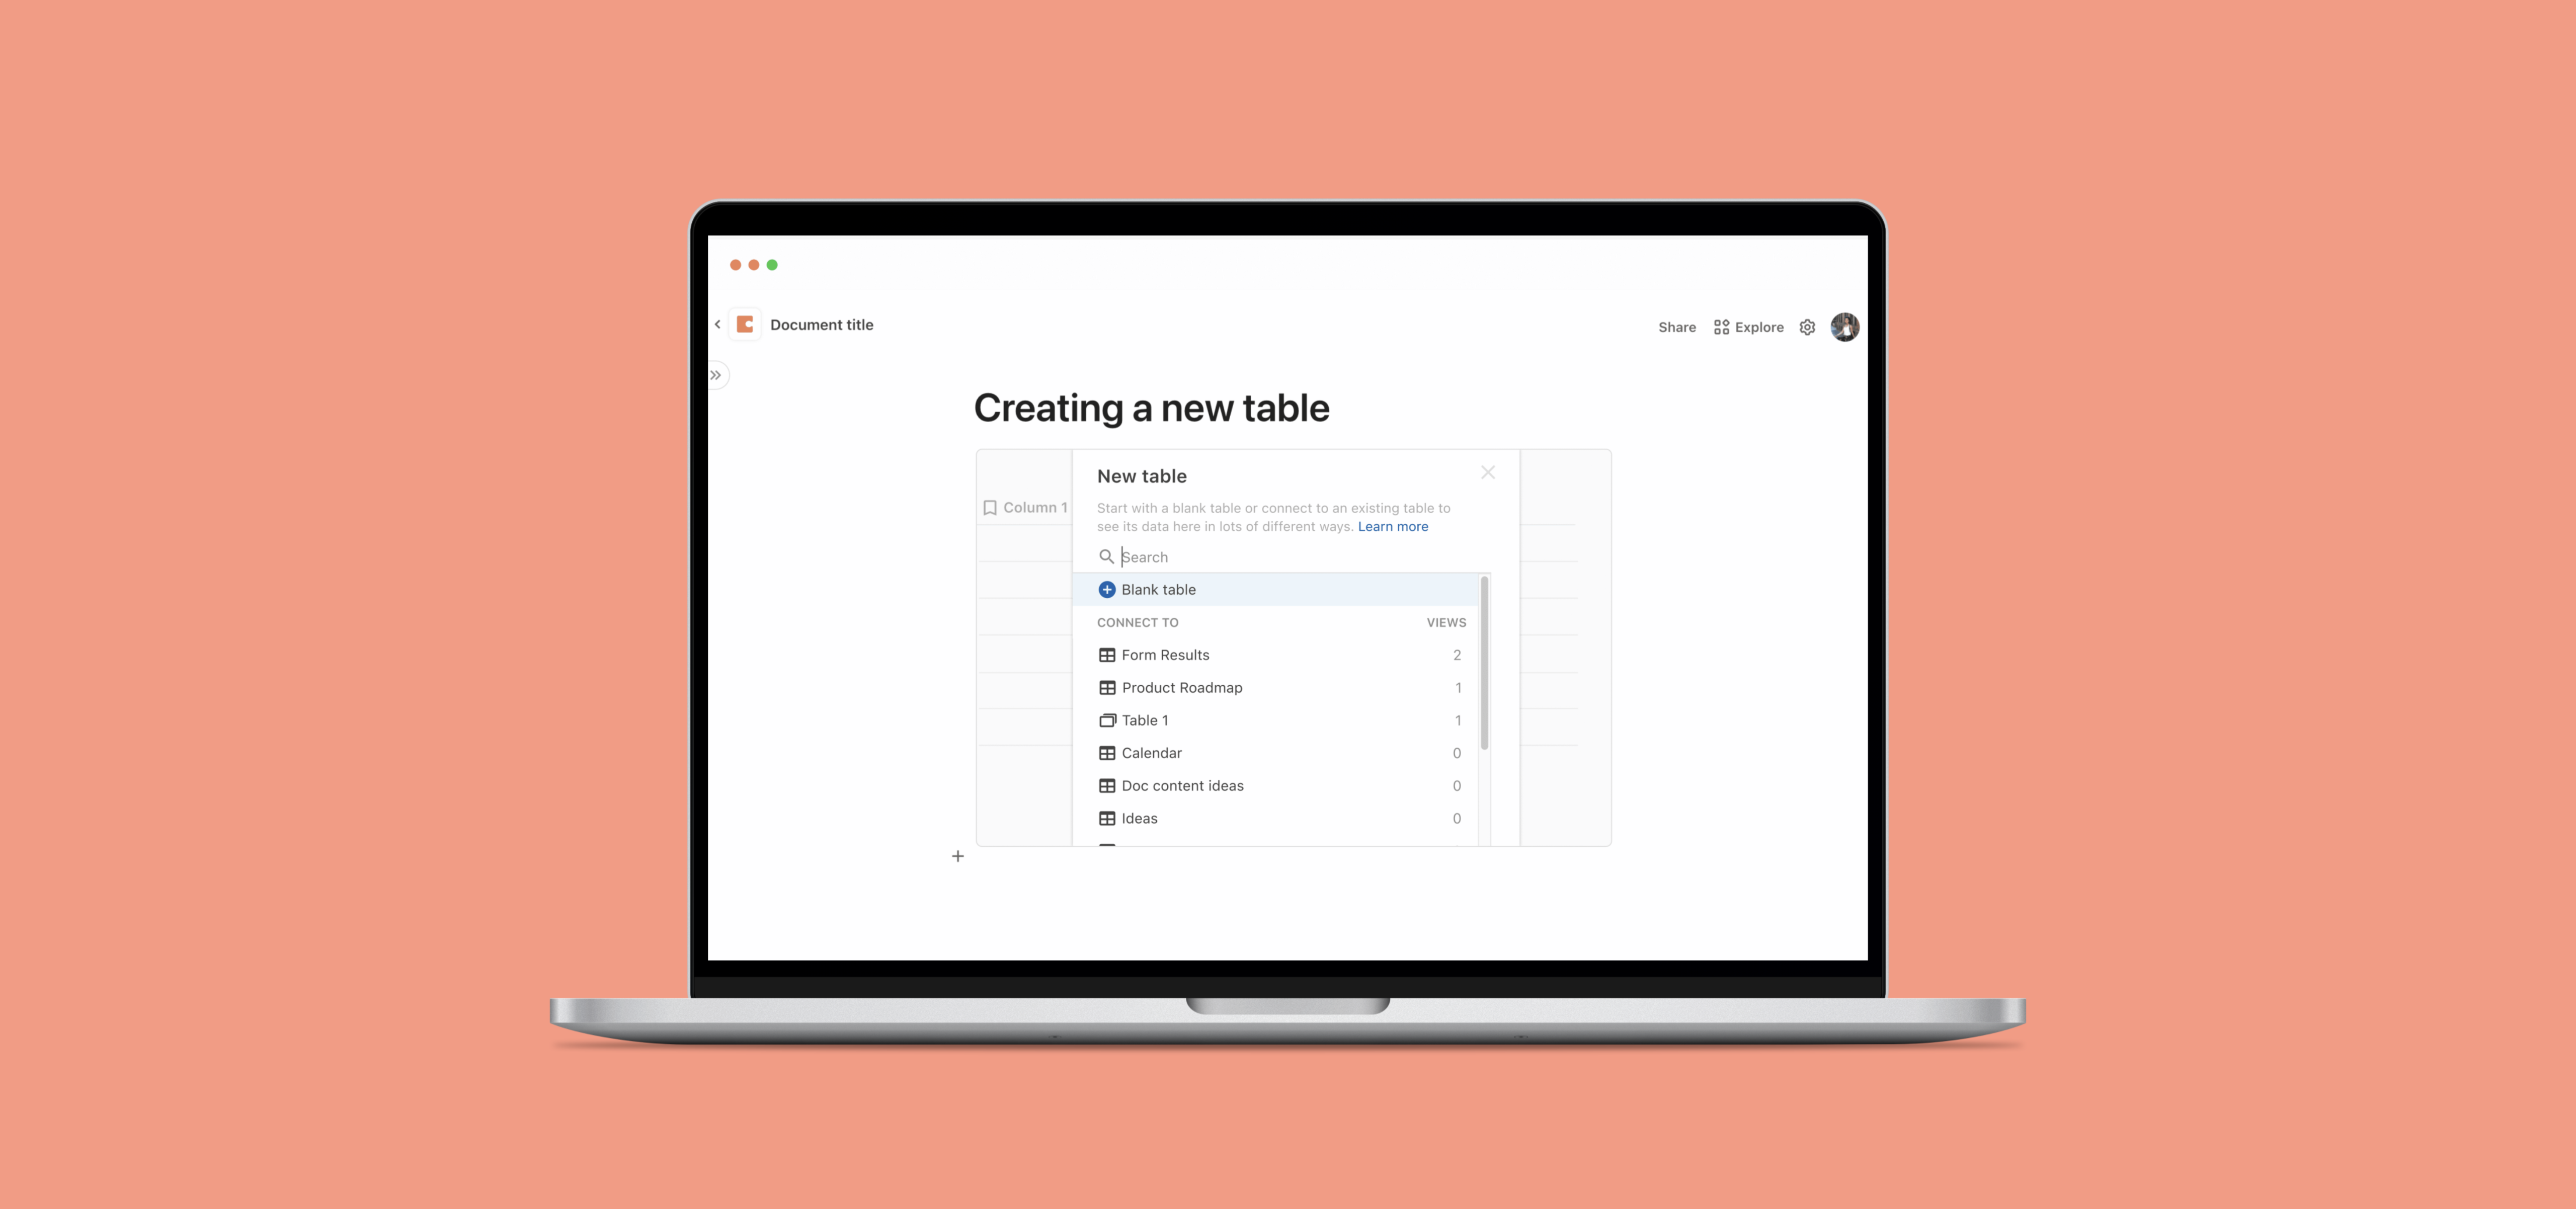 Document title
Share
Explore
Creating a new table
New table
Column 1
Start with a blank table or connect to an existing table to
see its data here in lots of different ways. Learn more
Search
Blank table
CONNECT TO VIEWS
Form Results 2
Product Roadmap 1
Table 1 1
Calendar 0
Doc content ideas 0
Ideas 0